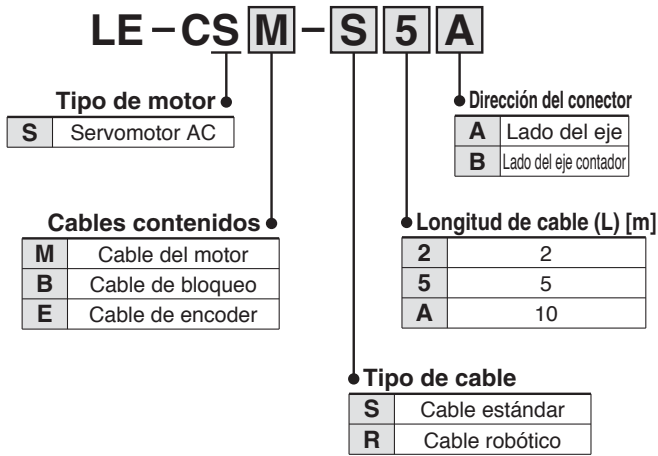 LE-CSM-S5A
Tipo de motor
S Servomotor AC
Dirección del conector
A Lado del eje
B Lado del eje contador
Cables contenidos
M Cable del motor
B Cable de bloqueo
E Cable de encoder
Longitud de cable (L) [m]
2 2
5 5
A 10
Tipo de cable
S Cable estándar
R Cable robótico